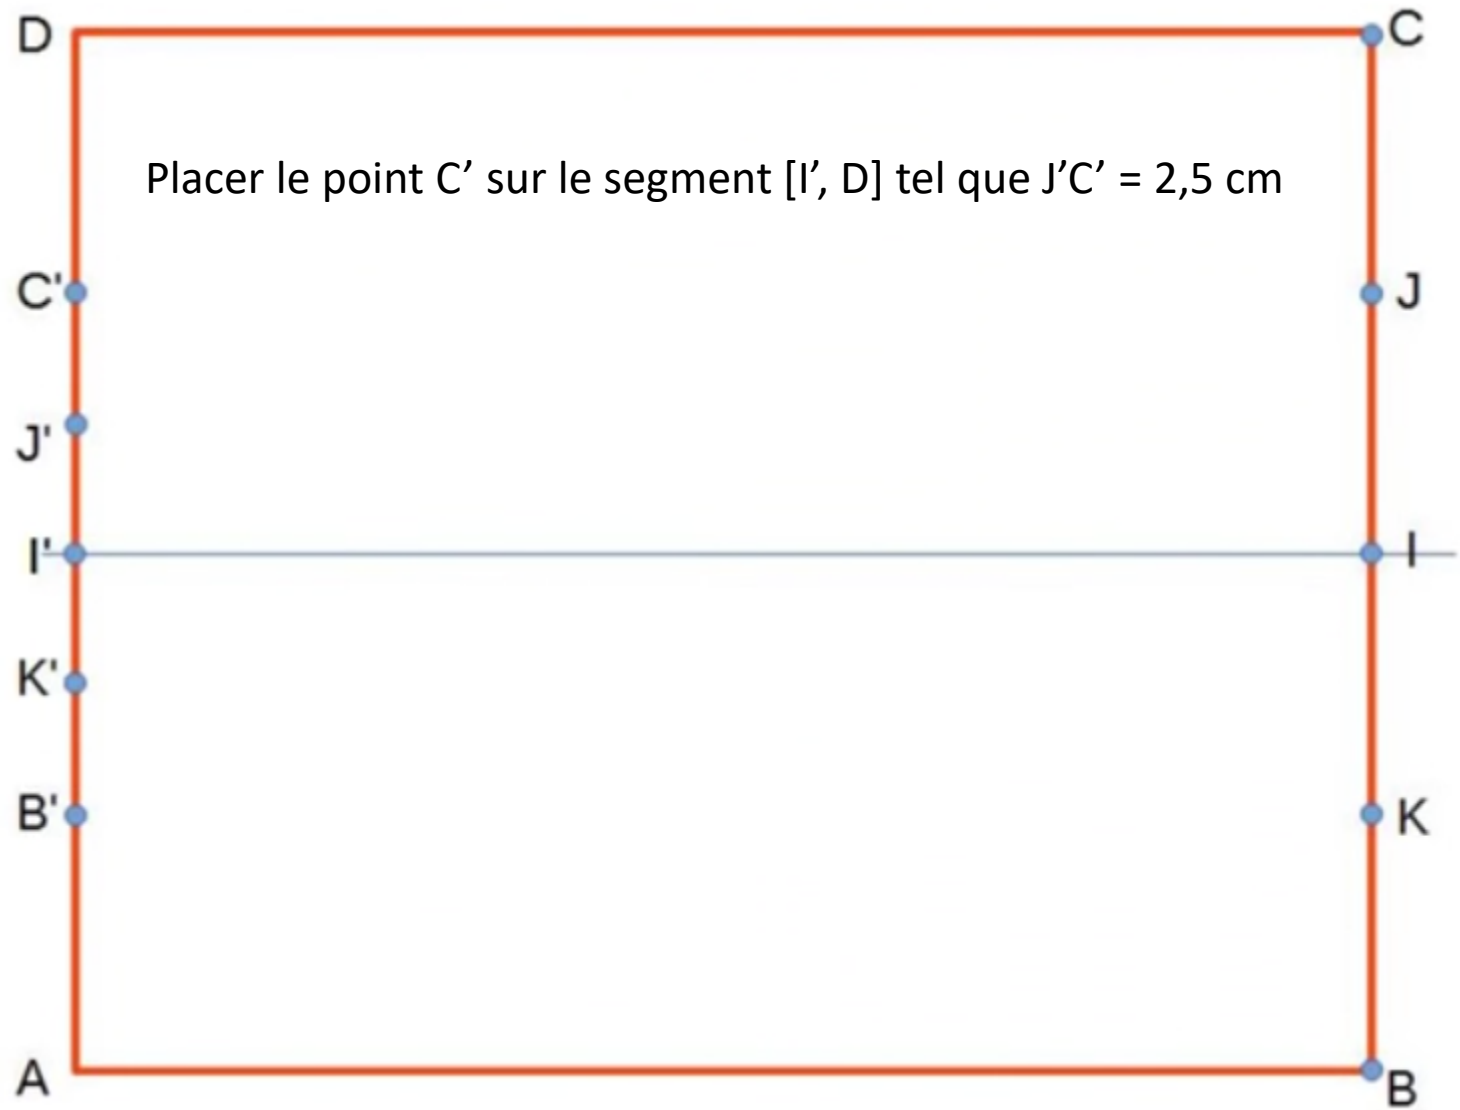 D
C
Placer le point C’ sur le segment [I’, D] tel que J’C’ = 2,5 cm
C'
J
J'
I'
I
K'
B'
K
A
B